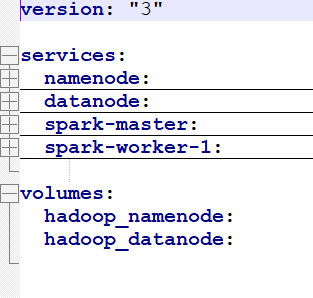 version: "3"
services:
namenode:
datanode:
spark-master:
spark-worker-1:
volumes:
hadoop_namenode:
hadoop_datanode: